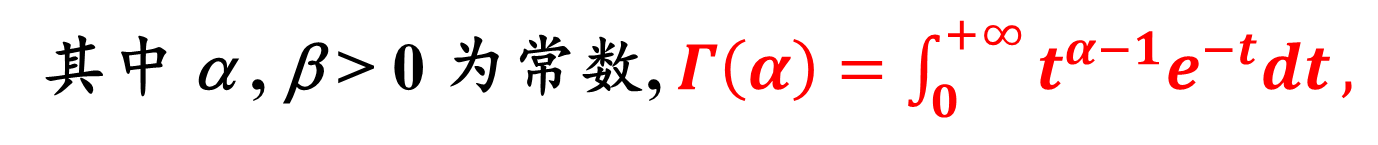 其中 α, β > 0 为常数, Γ(α) = ∫₀⁺∞ t^{α−1}e^{−t}dt,